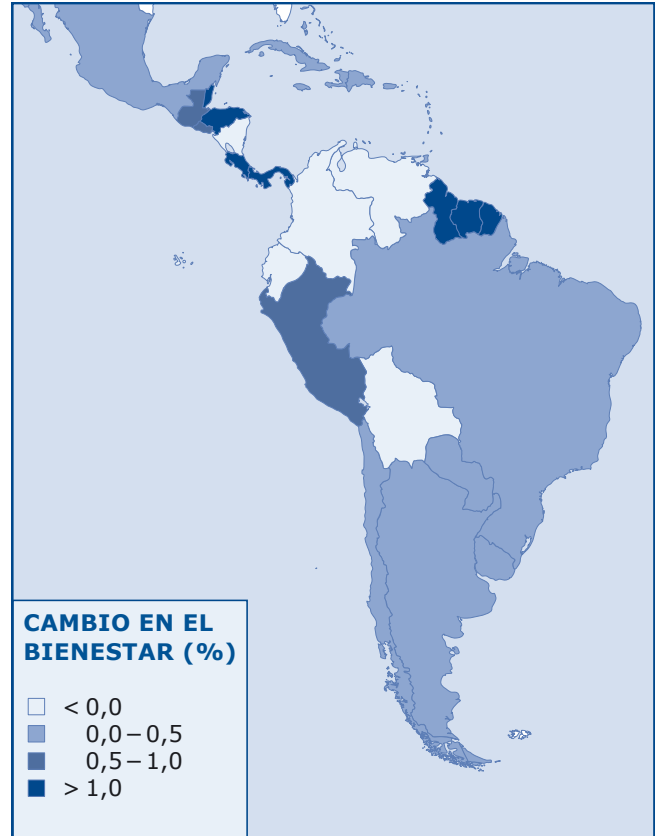 CAMBIO EN EL
BIENESTAR (%)
< 0,0
0,0–0,5
0,5–1,0
> 1,0